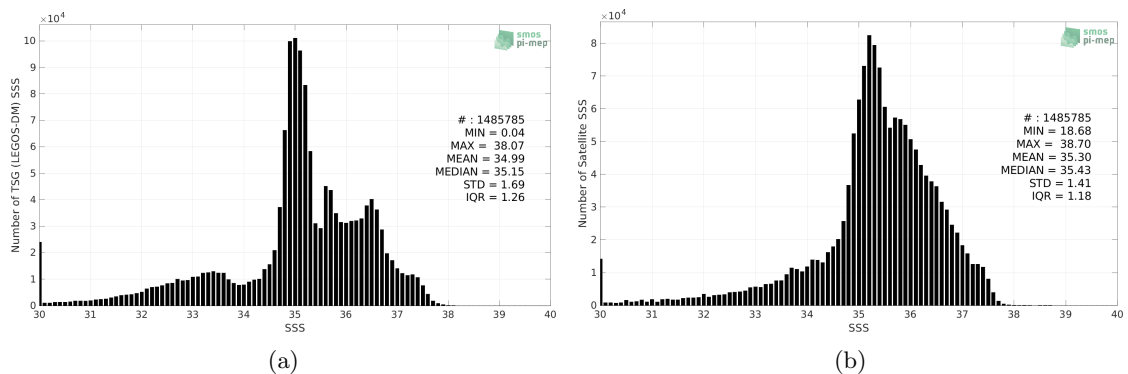 ×10⁴
smos
pi-mep
Number of TSG (LEGOS-DM) SSS
10
9
8
7
6
5
4
3
2
1
0
# : 1485785
MIN = 0.04
MAX = 38.07
MEAN = 34.99
MEDIAN = 35.15
STD = 1.69
IQR = 1.26
30 31 32 33 34 35 36 37 38 39 40
SSS
(a)
×10⁴
smos
pi-mep
Number of Satellite SSS
8
7
6
5
4
3
2
1
0
# : 1485785
MIN = 18.68
MAX = 38.70
MEAN = 35.30
MEDIAN = 35.43
STD = 1.41
IQR = 1.18
30 31 32 33 34 35 36 37 38 39 40
SSS
(b)